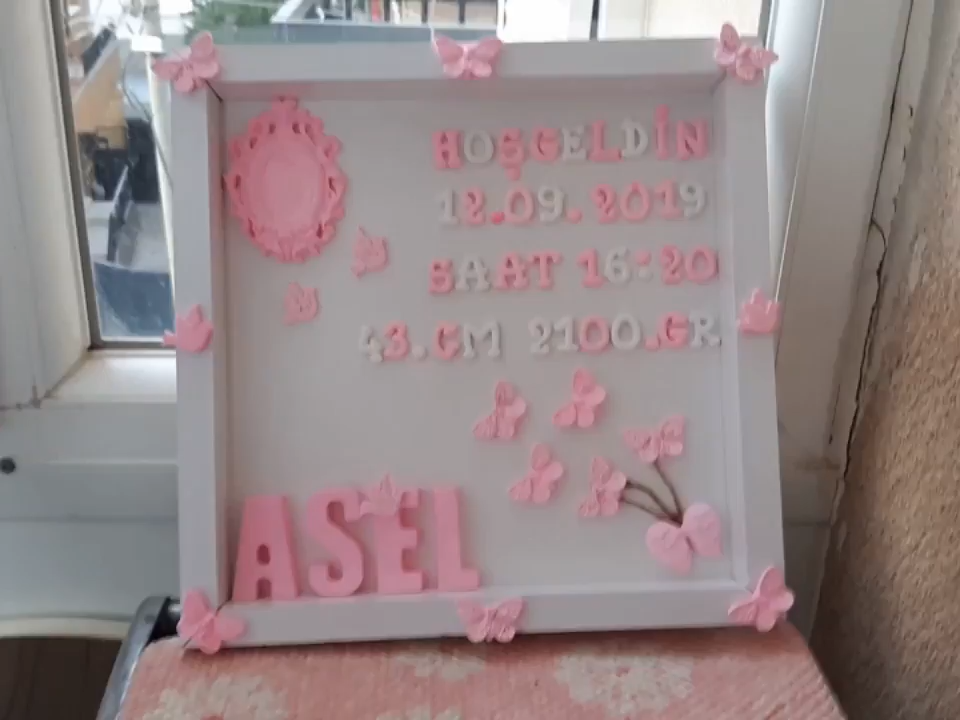 HOŞGELDİN
12.09.2019
SAAT 16:20
43.CM 2100.GR
ASEL